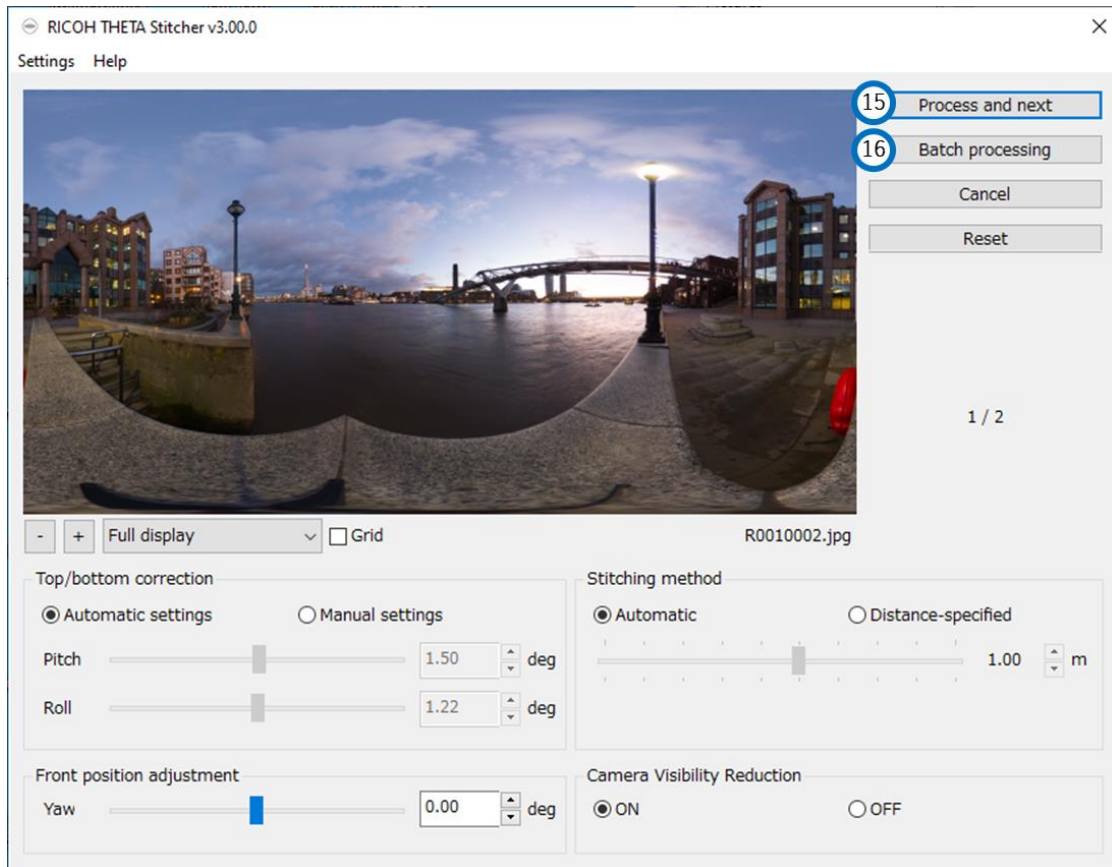 RICOH THETA Stitcher v3.00.0
Settings Help
15 Process and next
16 Batch processing
Cancel
Reset
1 / 2
- + Full display Grid R0010002.jpg
Top/bottom correction
Automatic settings Manual settings
Pitch 1.50 deg
Roll 1.22 deg
Stitching method
Automatic Distance-specified
1.00 m
Front position adjustment
Yaw 0.00 deg
Camera Visibility Reduction
ON OFF